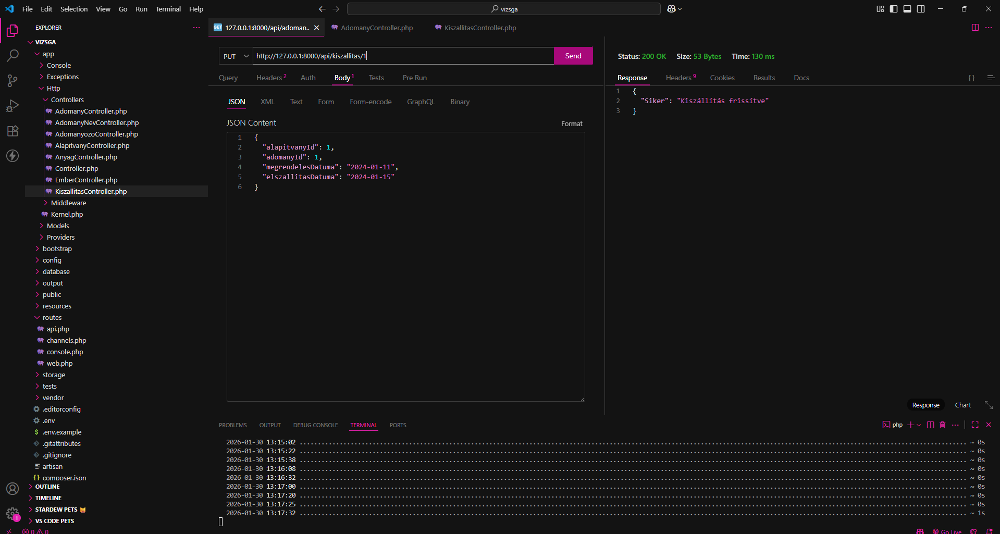 File Edit Selection View Go Run Terminal Help
vizsga
EXPLORER
VIZSGA
app
Console
Exceptions
Http
Controllers
AdomanyController.php
AdomanyNevController.php
AdomanyozoController.php
AlapitvanyController.php
AnyagController.php
Controller.php
EmberController.php
KiszallitasController.php
Middleware
Kernel.php
Models
Providers
bootstrap
config
database
output
public
resources
routes
api.php
channels.php
console.php
web.php
storage
tests
vendor
.editorconfig
.env
.env.example
.gitattributes
.gitignore
artisan
composer.json
OUTLINE
TIMELINE
STARDEW PETS
VS CODE PETS
1
0 0
GET 127.0.0.1:8000/api/adoman..
AdomanyController.php
KiszallitasController.php
PUT http://127.0.0.1:8000/api/kiszallitas/1 Send
Query Headers 2 Auth Body 1 Tests Pre Run
JSON XML Text Form Form-encode GraphQL Binary
JSON Content Format
1 {
2 "alapitvanyId": 1,
3 "adomanyId": 1,
4 "megrendelesDatuma": "2024-01-11",
5 "elszallitasDatuma": "2024-01-15"
6 }
Status: 200 OK Size: 53 Bytes Time: 130 ms
Response Headers 9 Cookies Results Docs { }
1 {
2 "Siker": "Kiszállítás frissítve"
3 }
Response Chart
PROBLEMS OUTPUT DEBUG CONSOLE TERMINAL PORTS
php
2026-01-30 13:15:02 ~ 0s
2026-01-30 13:15:22 ~ 0s
2026-01-30 13:15:38 ~ 0s
2026-01-30 13:16:08 ~ 0s
2026-01-30 13:16:32 ~ 0s
2026-01-30 13:17:00 ~ 0s
2026-01-30 13:17:20 ~ 0s
2026-01-30 13:17:25 ~ 0s
2026-01-30 13:17:32 ~ 1s
Go Live